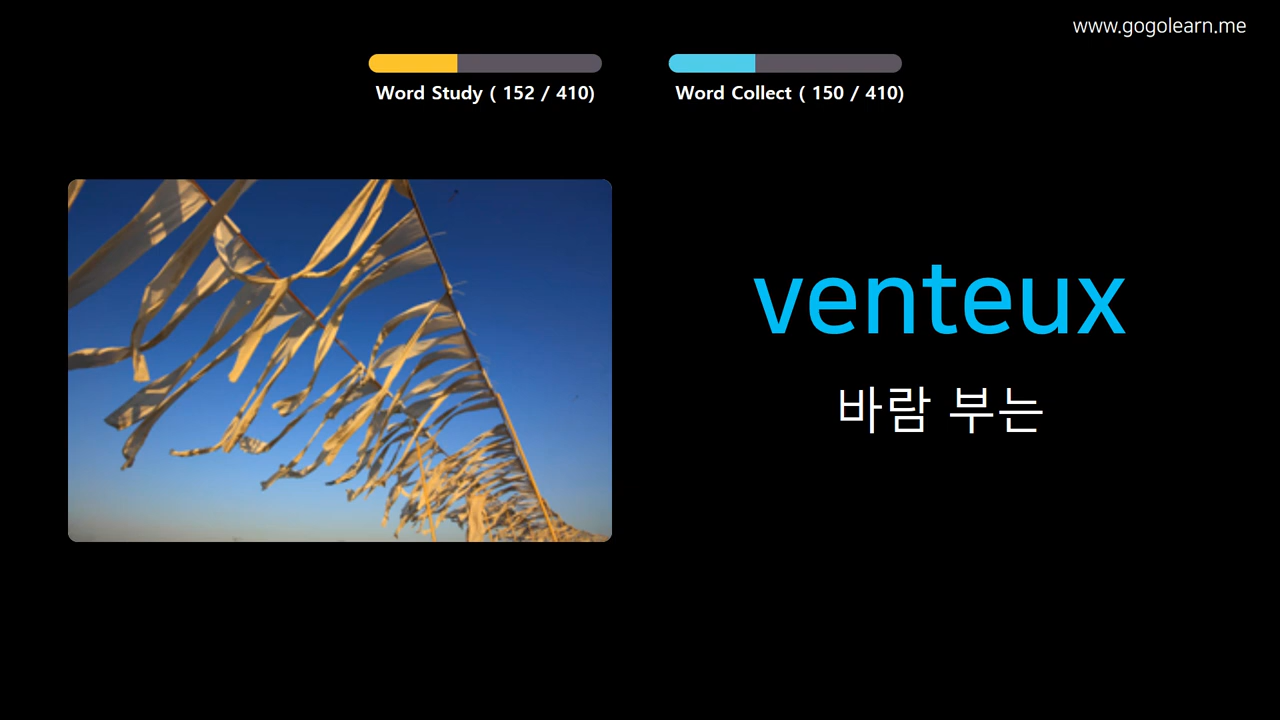 www.gogolearn.me
Word Study ( 152 / 410)
Word Collect ( 150 / 410)
venteux
바람 부는